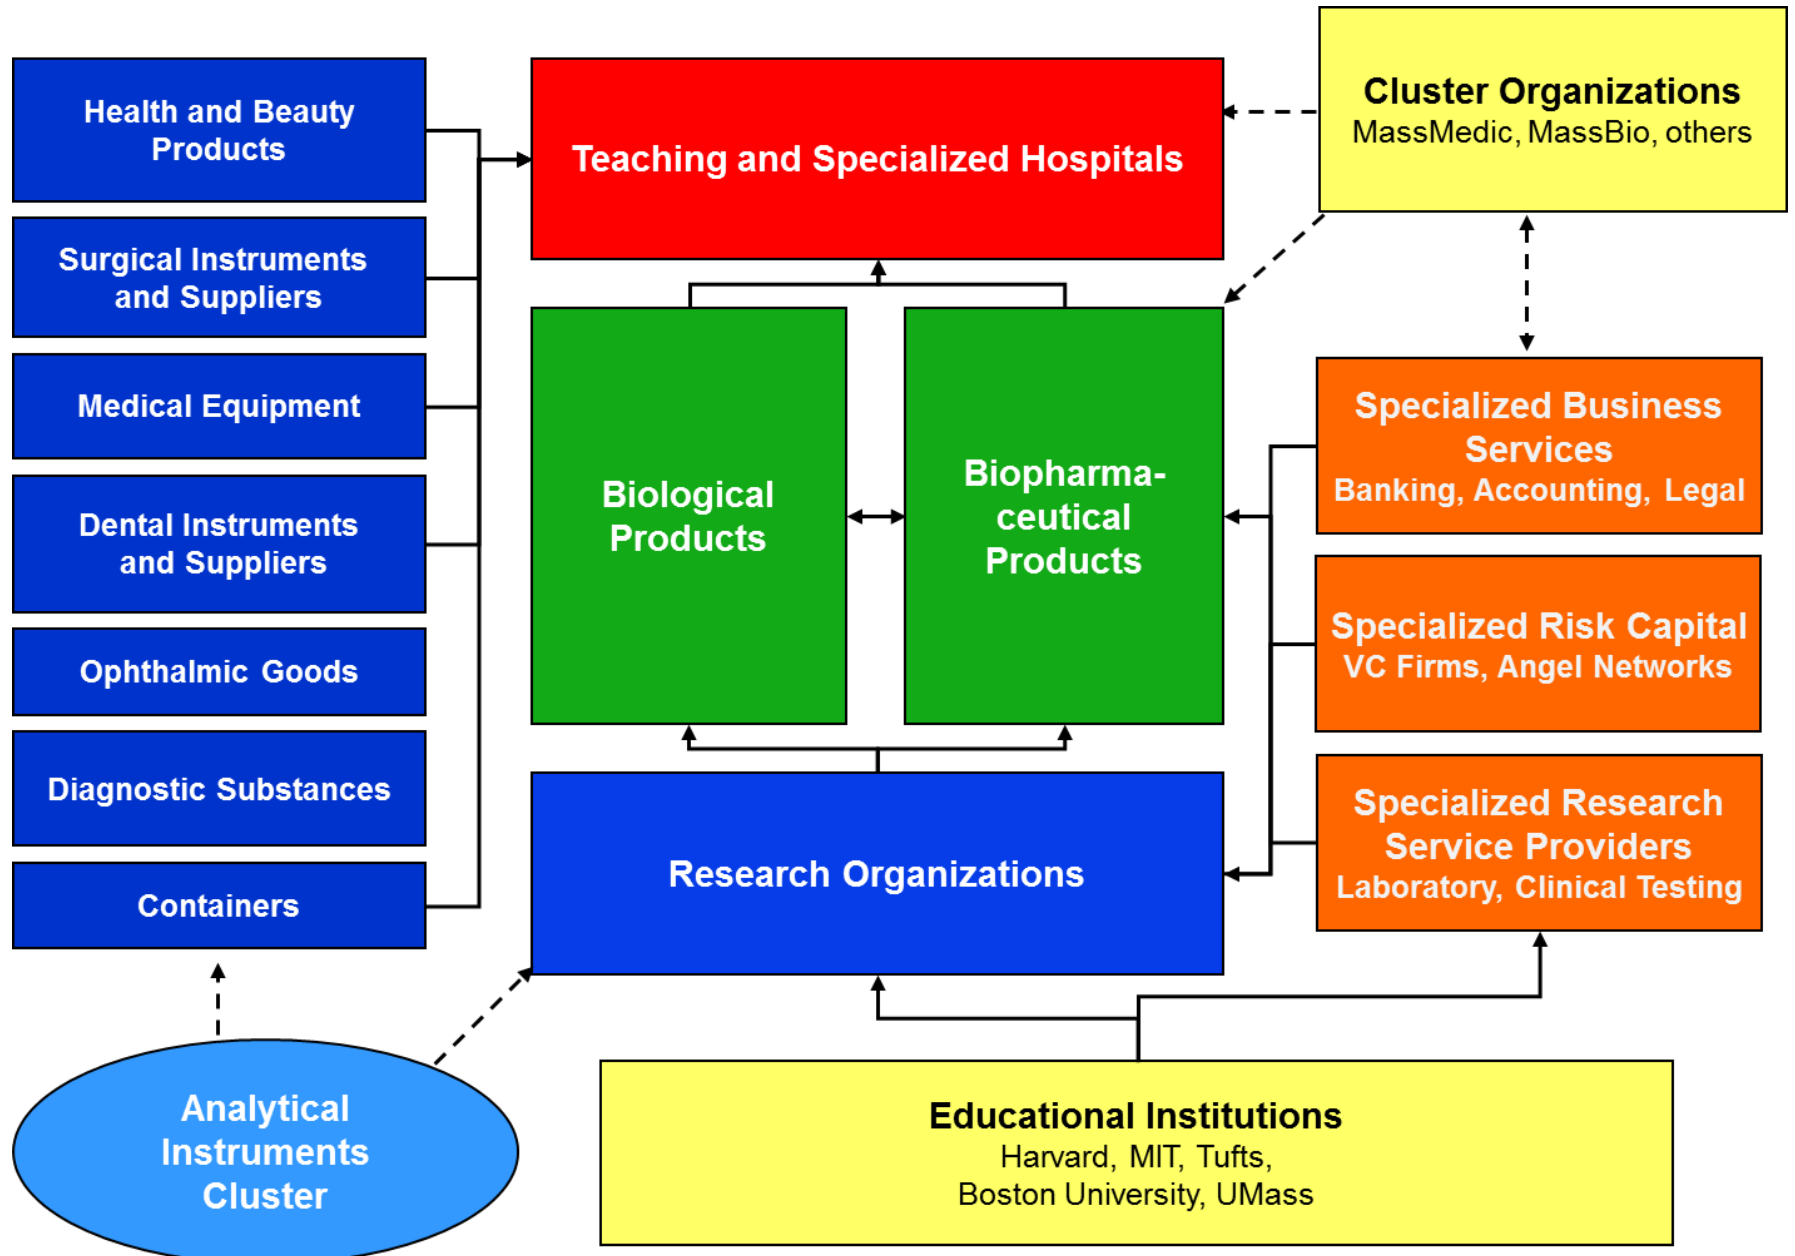 Health and Beauty
Products
Surgical Instruments
and Suppliers
Medical Equipment
Dental Instruments
and Suppliers
Ophthalmic Goods
Diagnostic Substances
Containers
Analytical
Instruments
Cluster
Teaching and Specialized Hospitals
Biological
Products
Biopharma-
ceutical
Products
Research Organizations
Educational Institutions
Harvard, MIT, Tufts,
Boston University, UMass
Cluster Organizations
MassMedic, MassBio, others
Specialized Business
Services
Banking, Accounting, Legal
Specialized Risk Capital
VC Firms, Angel Networks
Specialized Research
Service Providers
Laboratory, Clinical Testing